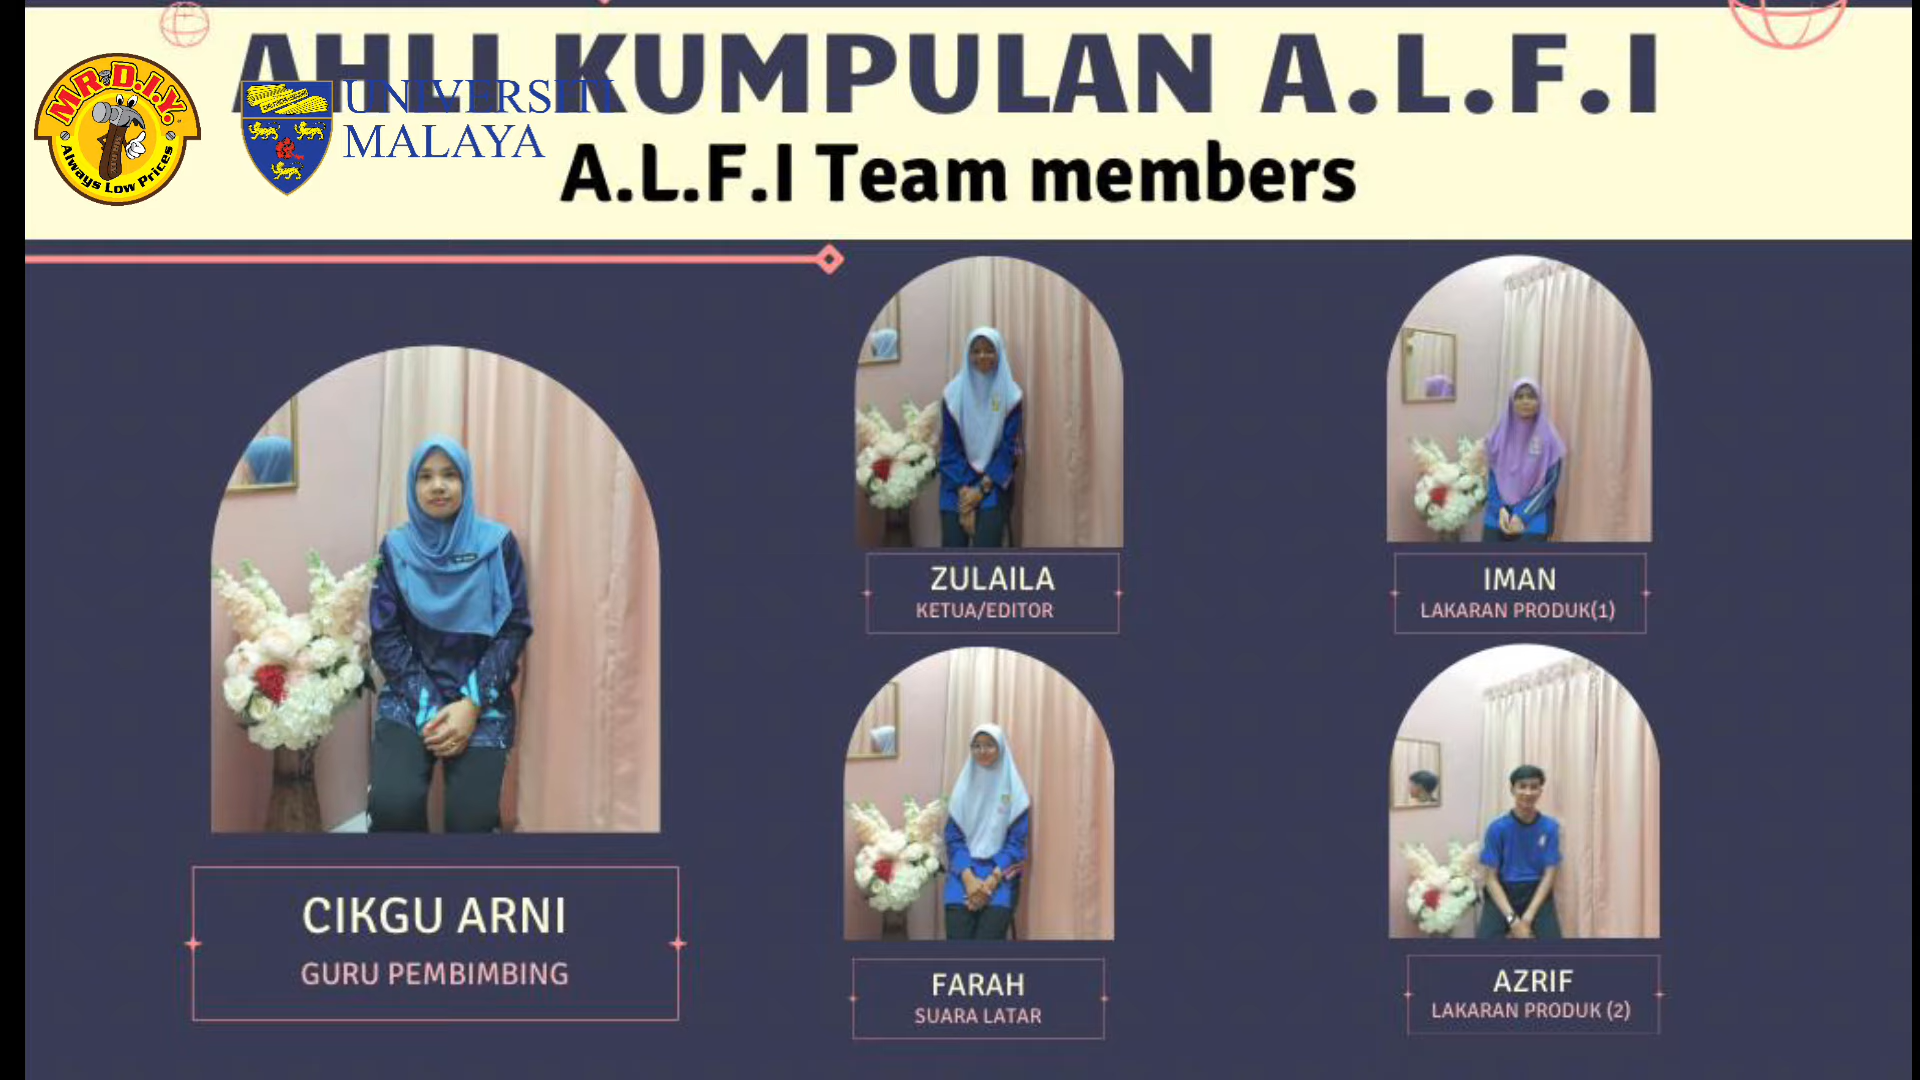 AHLI KUMPULAN A.L.F.I
MR.D.I.Y.
Always Low Prices
UNIVERSITI
MALAYA
A.L.F.I Team members
CIKGU ARNI
GURU PEMBIMBING
ZULAILA
KETUA/EDITOR
IMAN
LAKARAN PRODUK(1)
FARAH
SUARA LATAR
AZRIF
LAKARAN PRODUK (2)